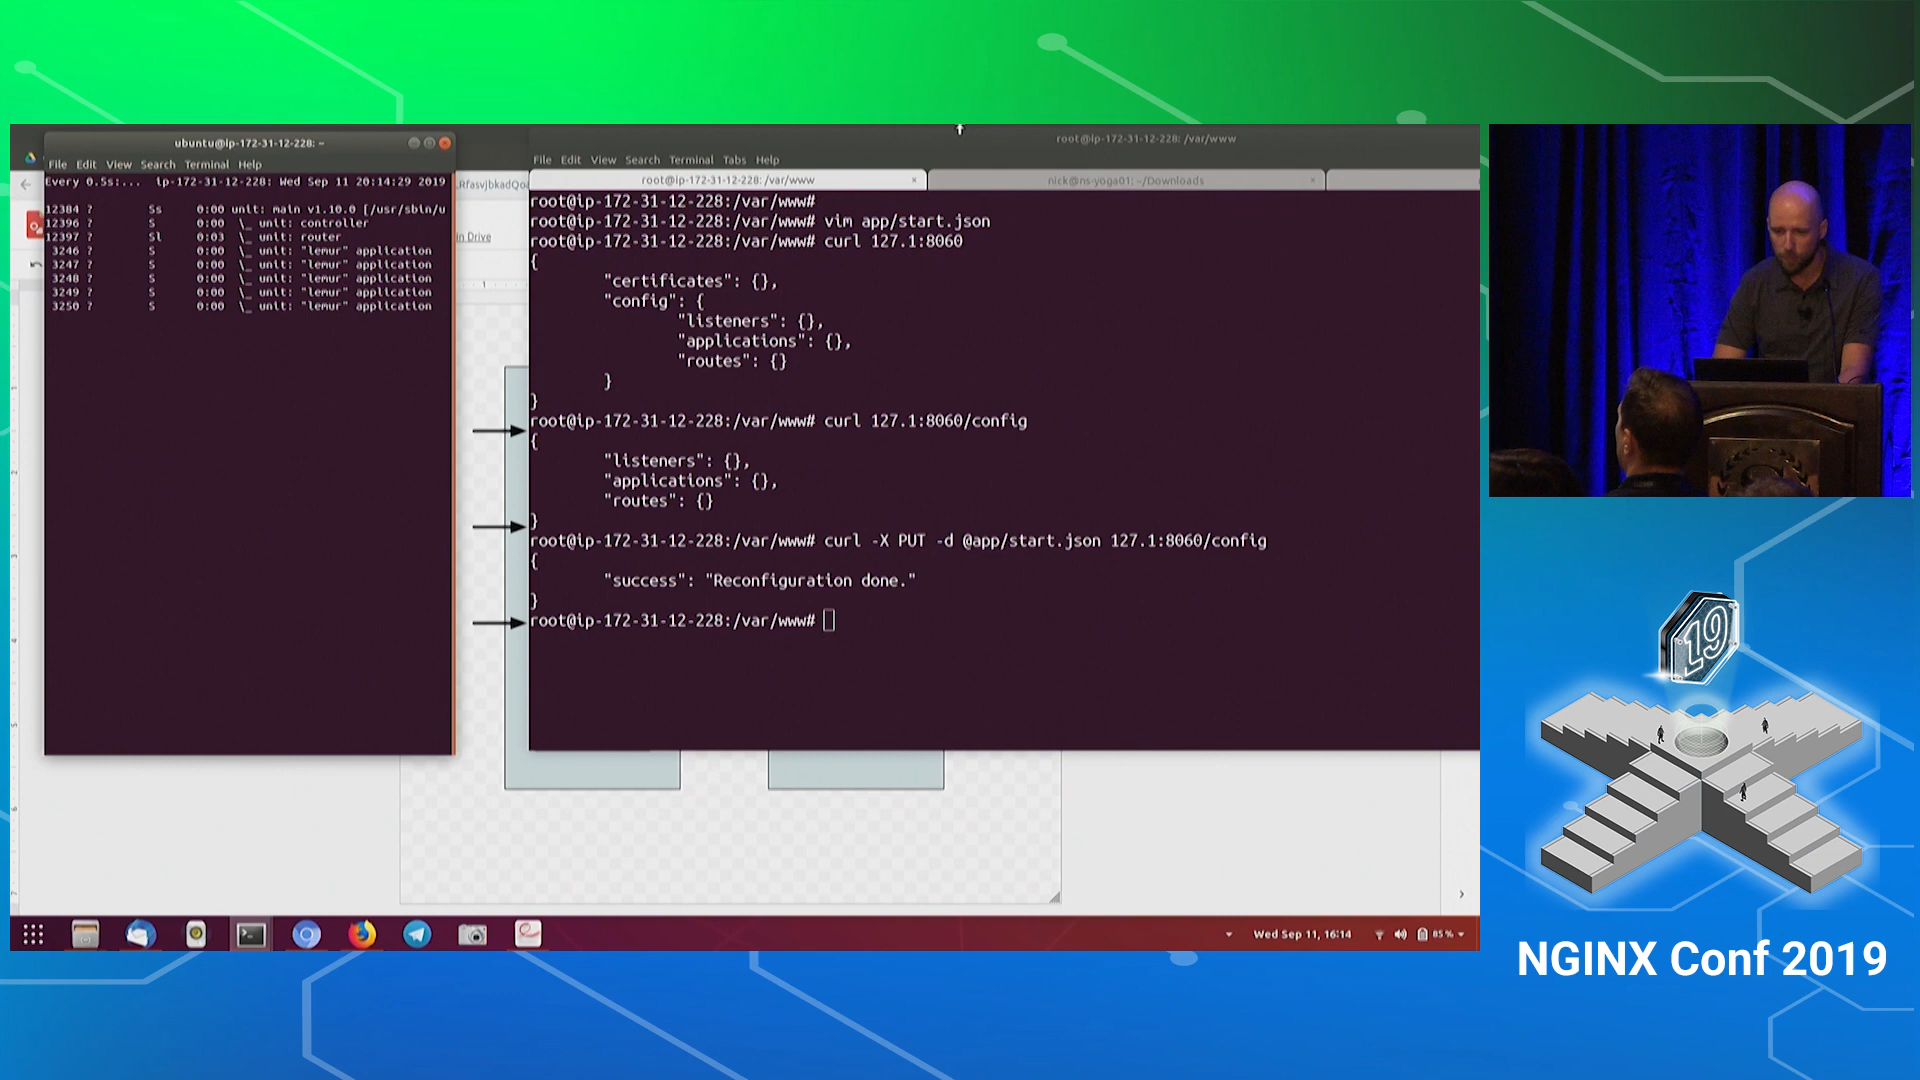 ubuntu@ip-172-31-12-228: ~
File Edit View Search Terminal Help
Every 0.5s:... ip-172-31-12-228: Wed Sep 11 20:14:29 2019
12384 ? Ss 0:00 unit: main v1.10.0 [/usr/sbin/u
12396 ? S 0:00 \_ unit: controller
12397 ? Sl 0:03 \_ unit: router
3246 ? S 0:00 \_ unit: "lemur" application
3247 ? S 0:00 \_ unit: "lemur" application
3248 ? S 0:00 \_ unit: "lemur" application
3249 ? S 0:00 \_ unit: "lemur" application
3250 ? S 0:00 \_ unit: "lemur" application
in Drive
root@ip-172-31-12-228: /var/www
File Edit View Search Terminal Tabs Help
root@ip-172-31-12-228: /var/www
nick@ns-yoga01: ~/Downloads
root@ip-172-31-12-228:/var/www#
root@ip-172-31-12-228:/var/www# vim app/start.json
root@ip-172-31-12-228:/var/www# curl 127.1:8060
{
"certificates": {},
"config": {
"listeners": {},
"applications": {},
"routes": {}
}
}
root@ip-172-31-12-228:/var/www# curl 127.1:8060/config
{
"listeners": {},
"applications": {},
"routes": {}
}
root@ip-172-31-12-228:/var/www# curl -X PUT -d @app/start.json 127.1:8060/config
{
"success": "Reconfiguration done."
}
root@ip-172-31-12-228:/var/www#
Wed Sep 11, 16:14
85 %
19
NGINX Conf 2019